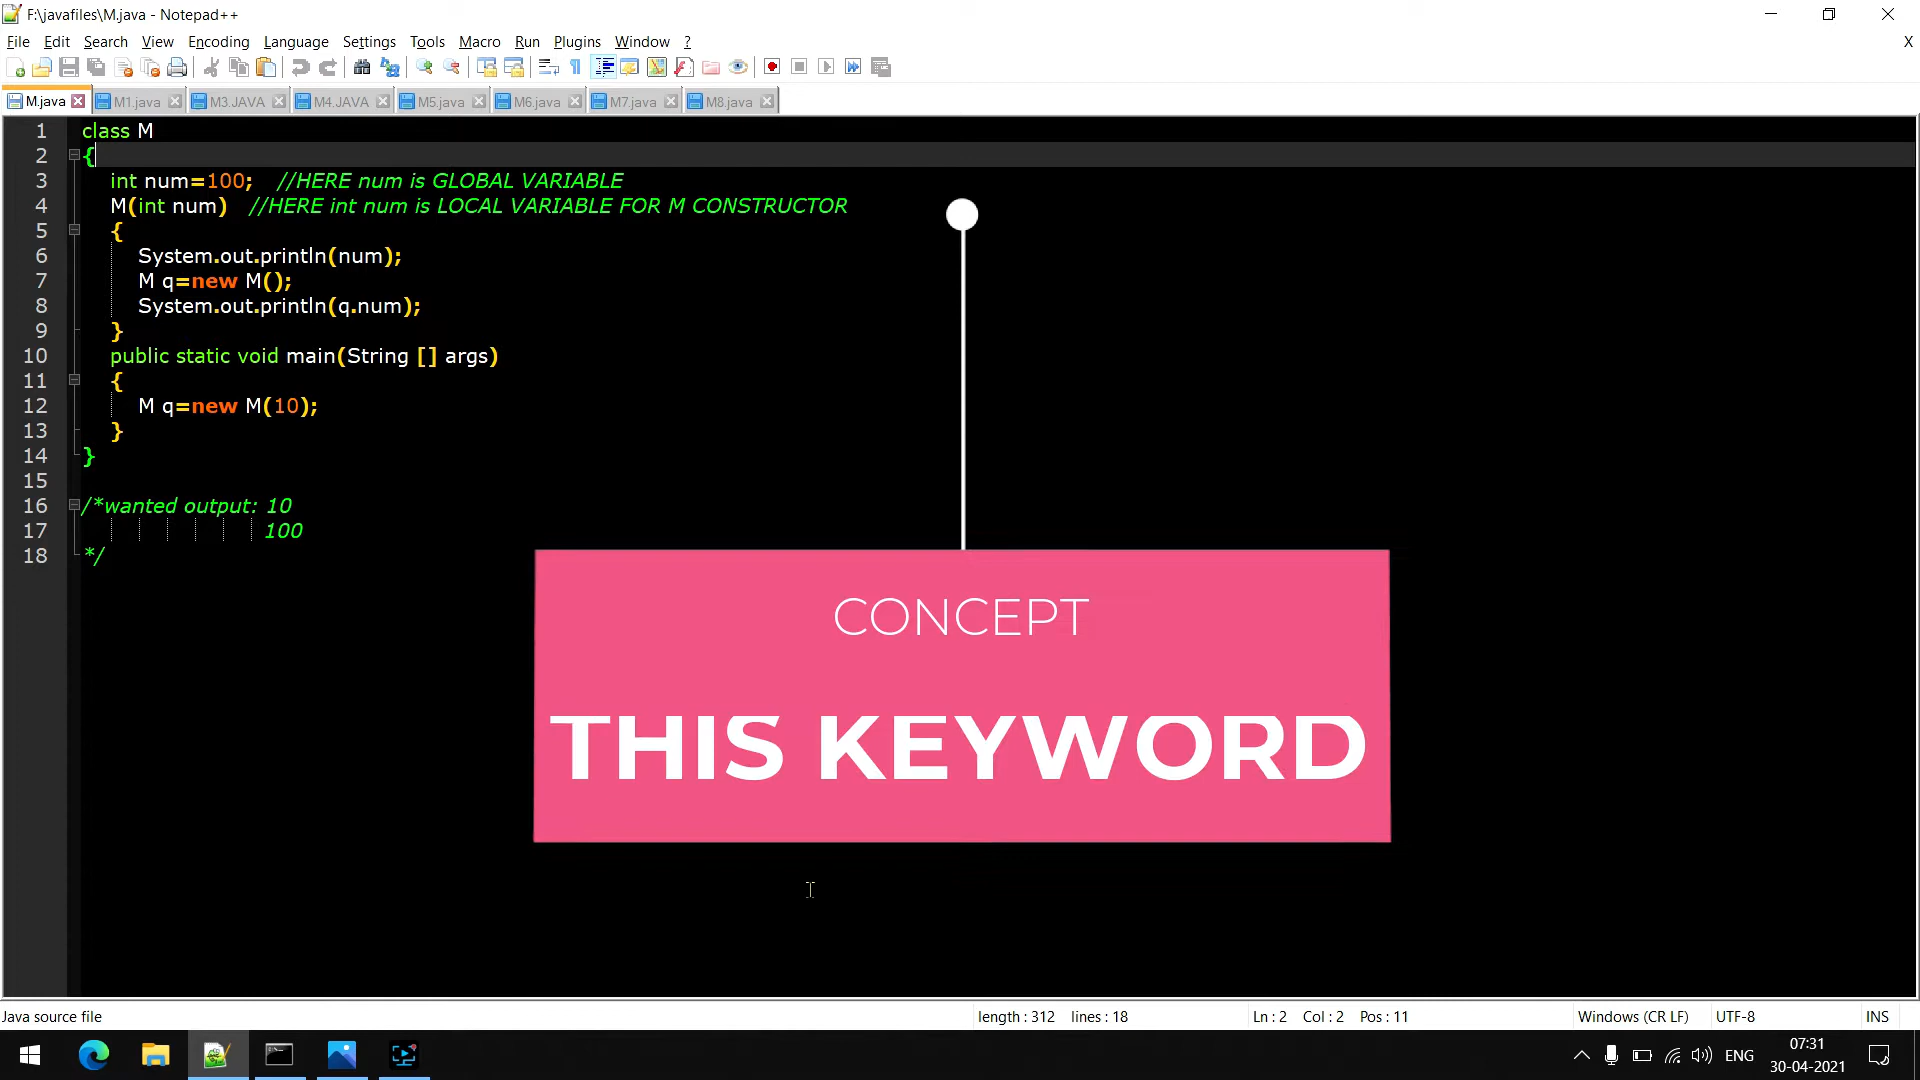 F:\javafiles\M.java - Notepad++
File Edit Search View Encoding Language Settings Tools Macro Run Plugins Window ? X
M.java M1.java M3.JAVA M4.JAVA M5.java M6.java M7.java M8.java
1 class M
2 {
3 int num=100; //HERE num is GLOBAL VARIABLE
4 M(int num) //HERE int num is LOCAL VARIABLE FOR M CONSTRUCTOR
5 {
6 System.out.println(num);
7 M q=new M();
8 System.out.println(q.num);
9 }
10 public static void main(String [] args)
11 {
12 M q=new M(10);
13 }
14 }
15
16 /*wanted output: 10
17 100
18 */
CONCEPT
THIS KEYWORD
Java source file length : 312 lines : 18 Ln : 2 Col : 2 Pos : 11 Windows (CR LF) UTF-8 INS
ENG
07:31
30-04-2021